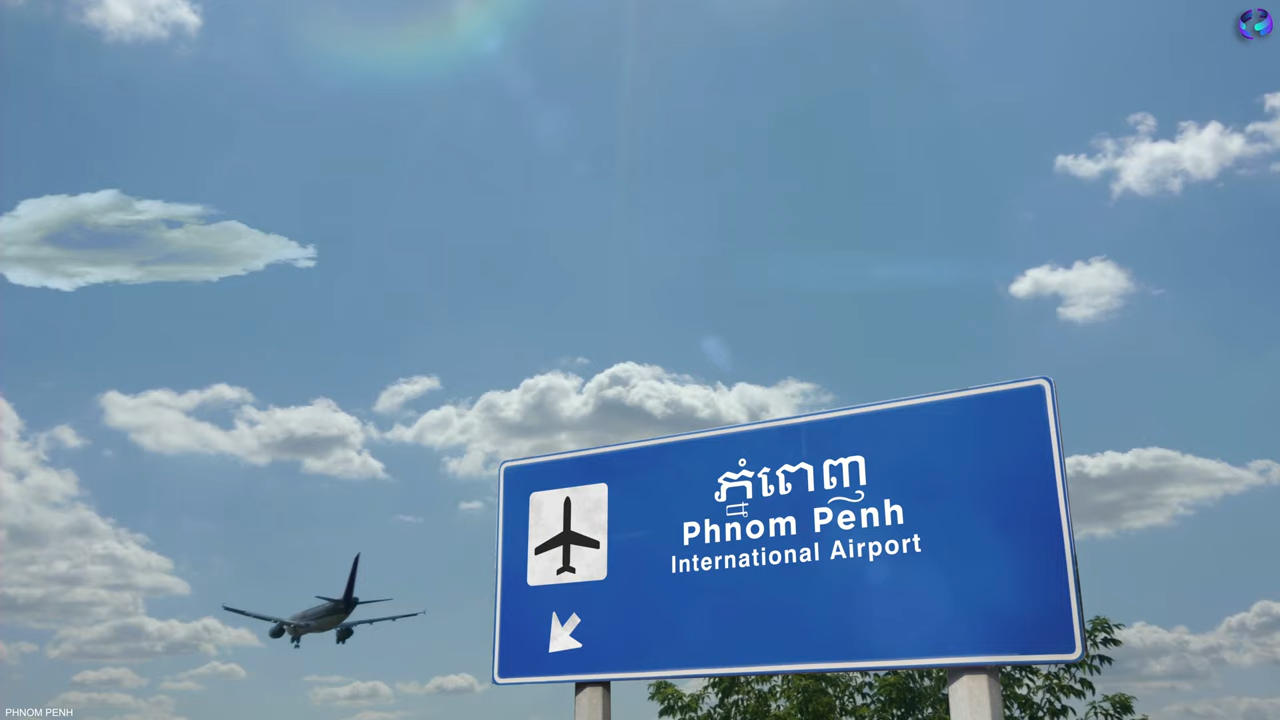 ភ្នំពេញ
Phnom Penh
International Airport
PHNOM PENH